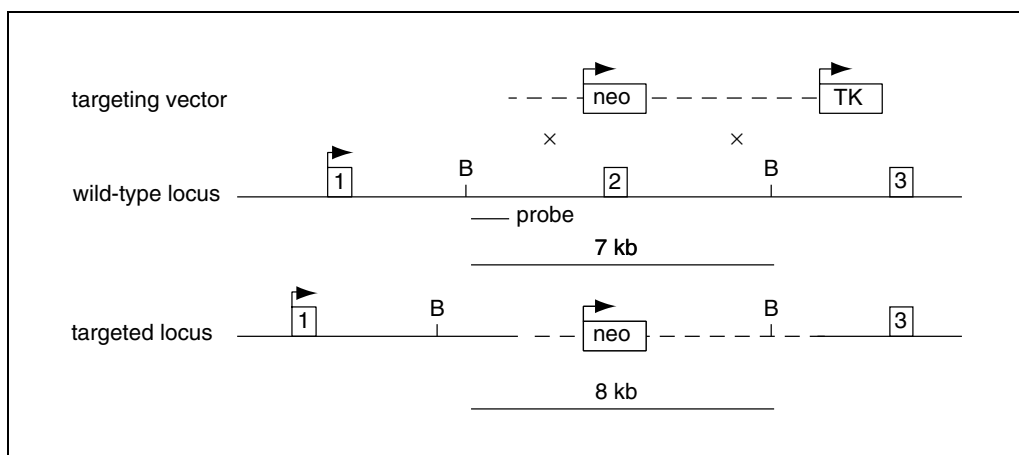 targeting vector neo TK
× ×
wild-type locus 1 B 2 B 3
probe
7 kb
targeted locus 1 B neo B 3
8 kb